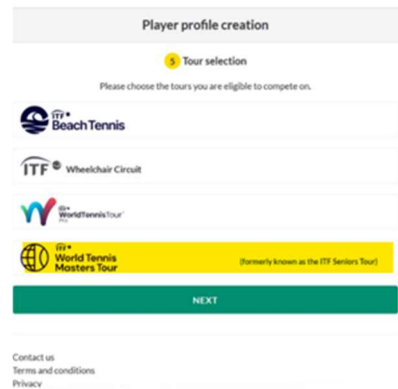 Player profile creation
5 Tour selection
Please choose the tours you are eligible to compete on.
ITF
Beach Tennis
ITF Wheelchair Circuit
ITF
World Tennis Tour
ITF
World Tennis
Masters Tour
(formerly known as the ITF Seniors Tour)
NEXT
Contact us
Terms and conditions
Privacy